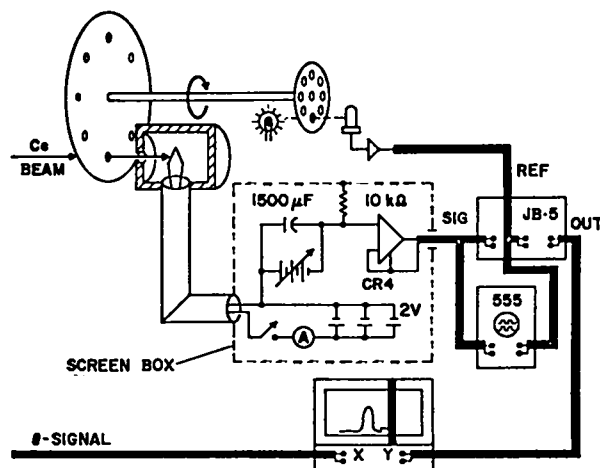 Cs
BEAM
1500 μF
10 kΩ
SIG
REF
JB-5
OUT
555
CR4
2V
A
SCREEN BOX
θ-SIGNAL
X
Y